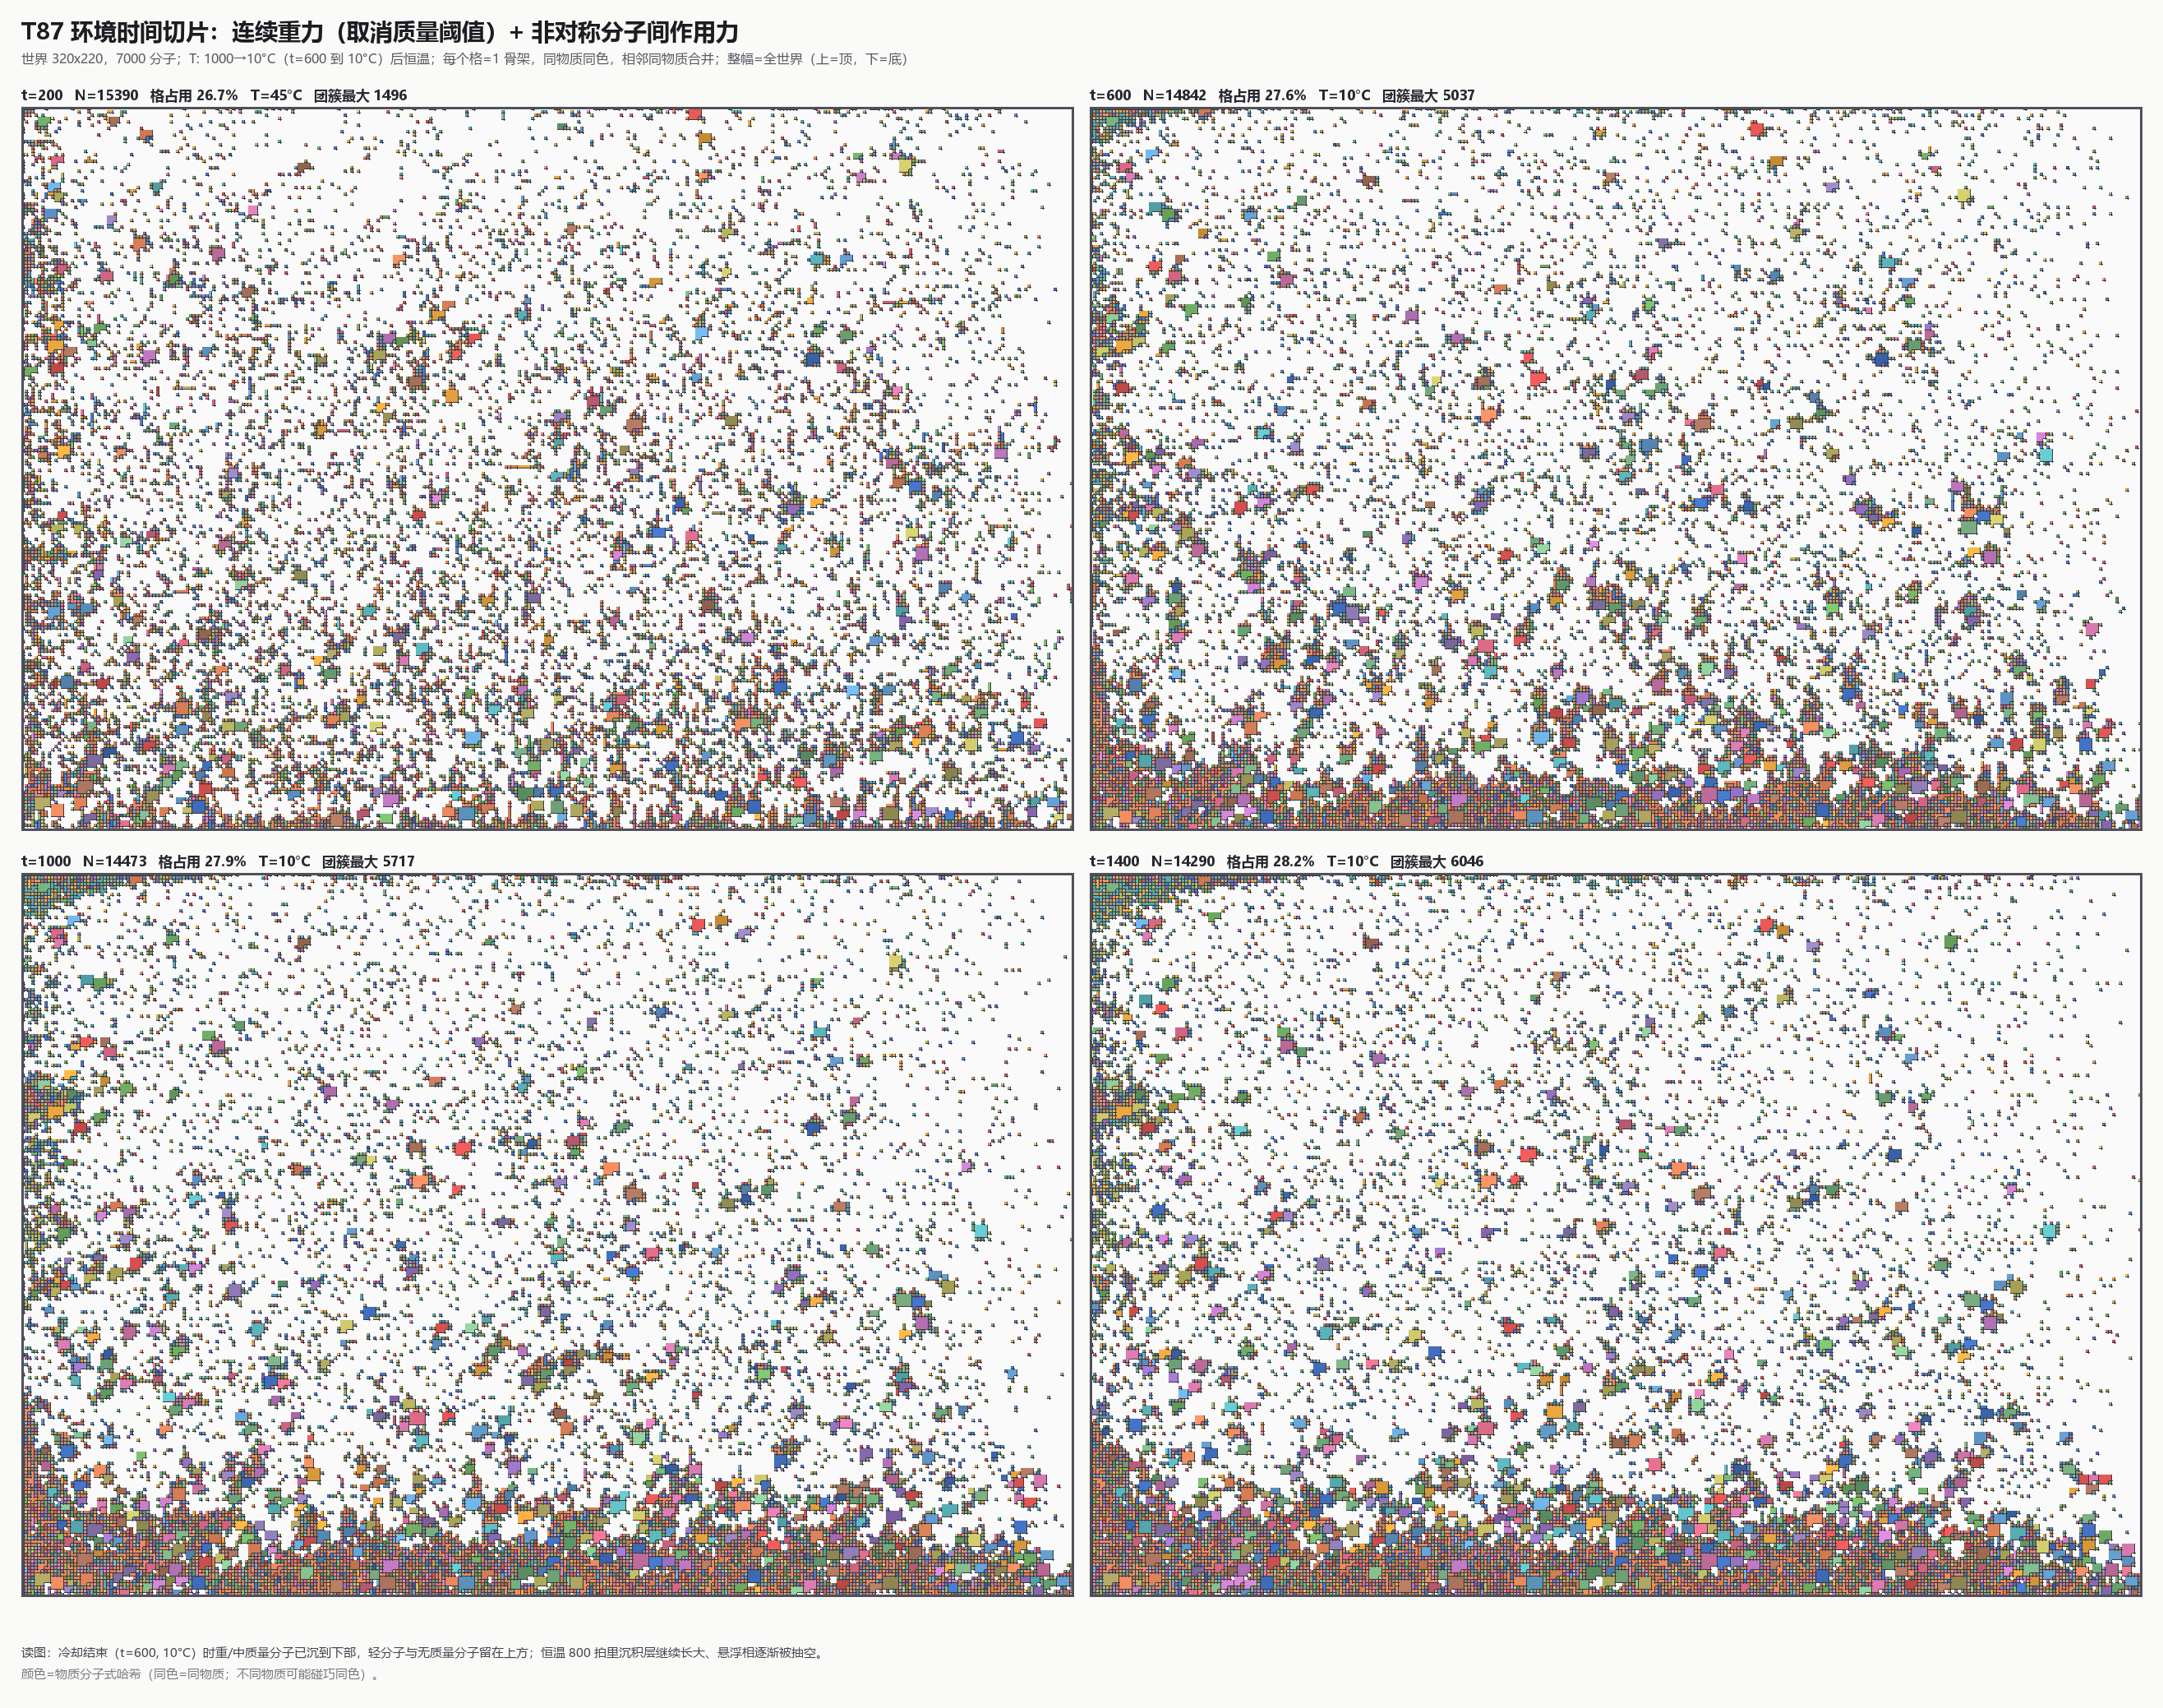 T87 环境时间切片：连续重力（取消质量阈值）+ 非对称分子间作用力
世界 320x220，7000 分子；T: 1000→10°C（t=600 到 10°C）后恒温；每个格=1 骨架，同物质同色，相邻同物质合并；整幅=全世界（上=顶，下=底）
t=200 N=15390 格占用 26.7% T=45°C 团簇最大 1496
t=600 N=14842 格占用 27.6% T=10°C 团簇最大 5037
t=1000 N=14473 格占用 27.9% T=10°C 团簇最大 5717
t=1400 N=14290 格占用 28.2% T=10°C 团簇最大 6046
读图：冷却结束（t=600, 10°C）时重/中质量分子已沉到下部，轻分子与无质量分子留在上方；恒温 800 拍里沉积层继续长大、悬浮相逐渐被抽空。
颜色=物质分子式哈希（同色=同物质；不同物质可能碰巧同色）。